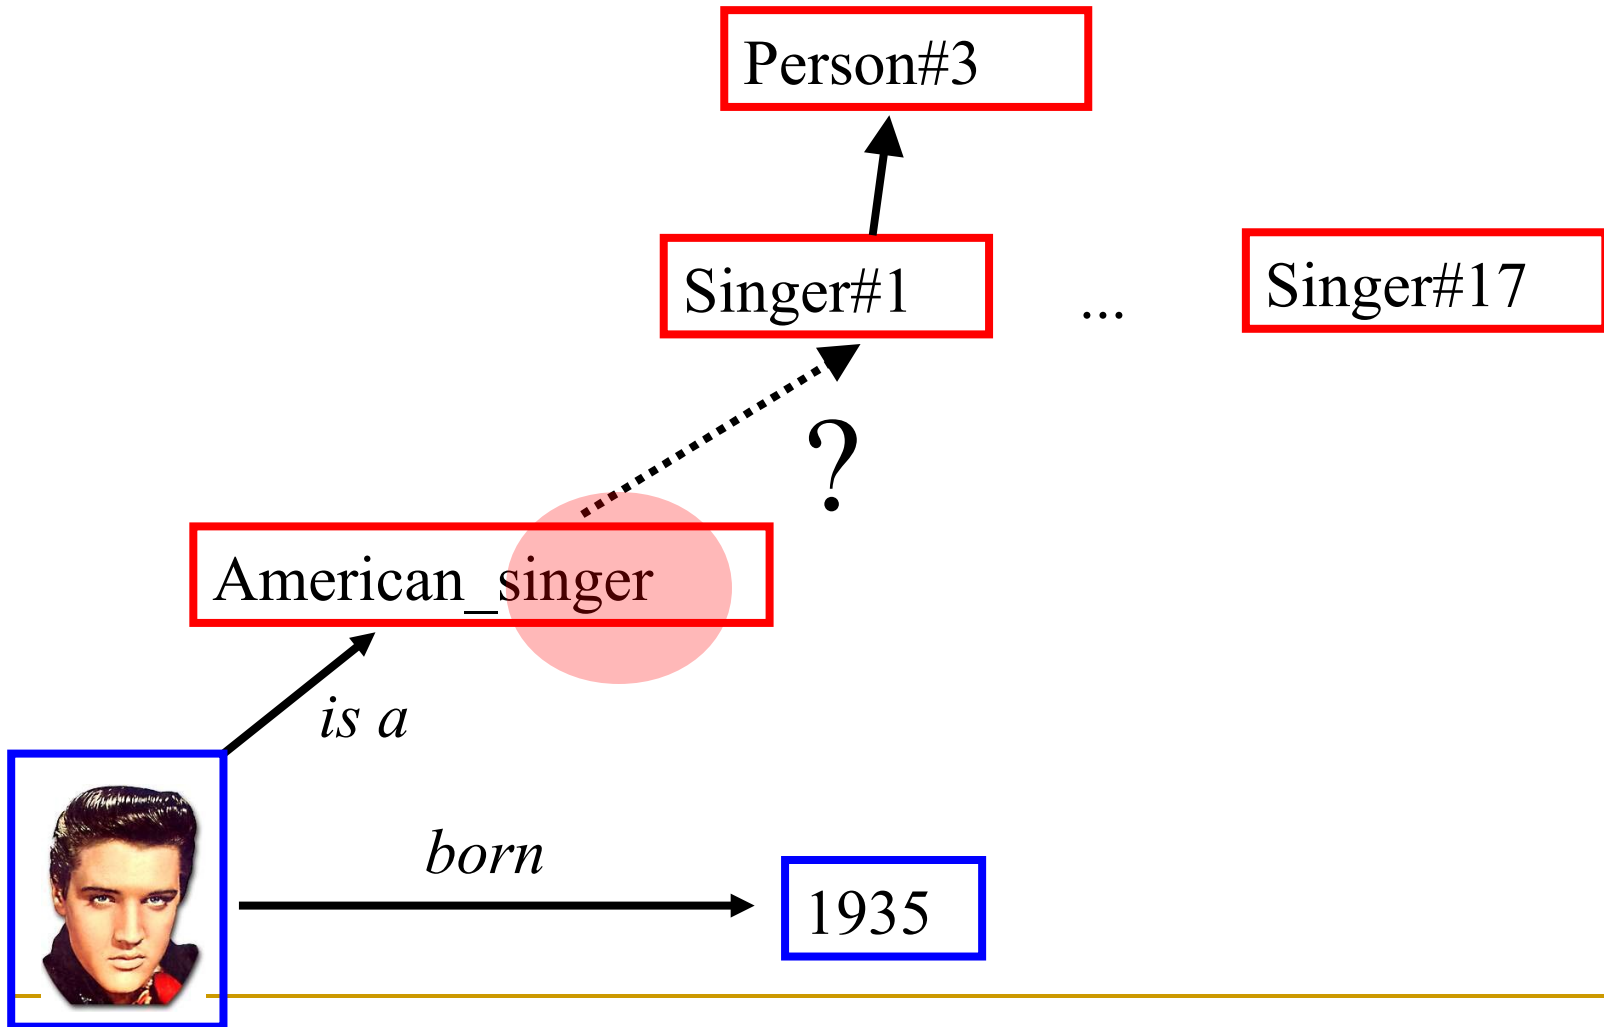 Person#3
Singer#1
...
Singer#17
?
American_singer
is a
born
1935